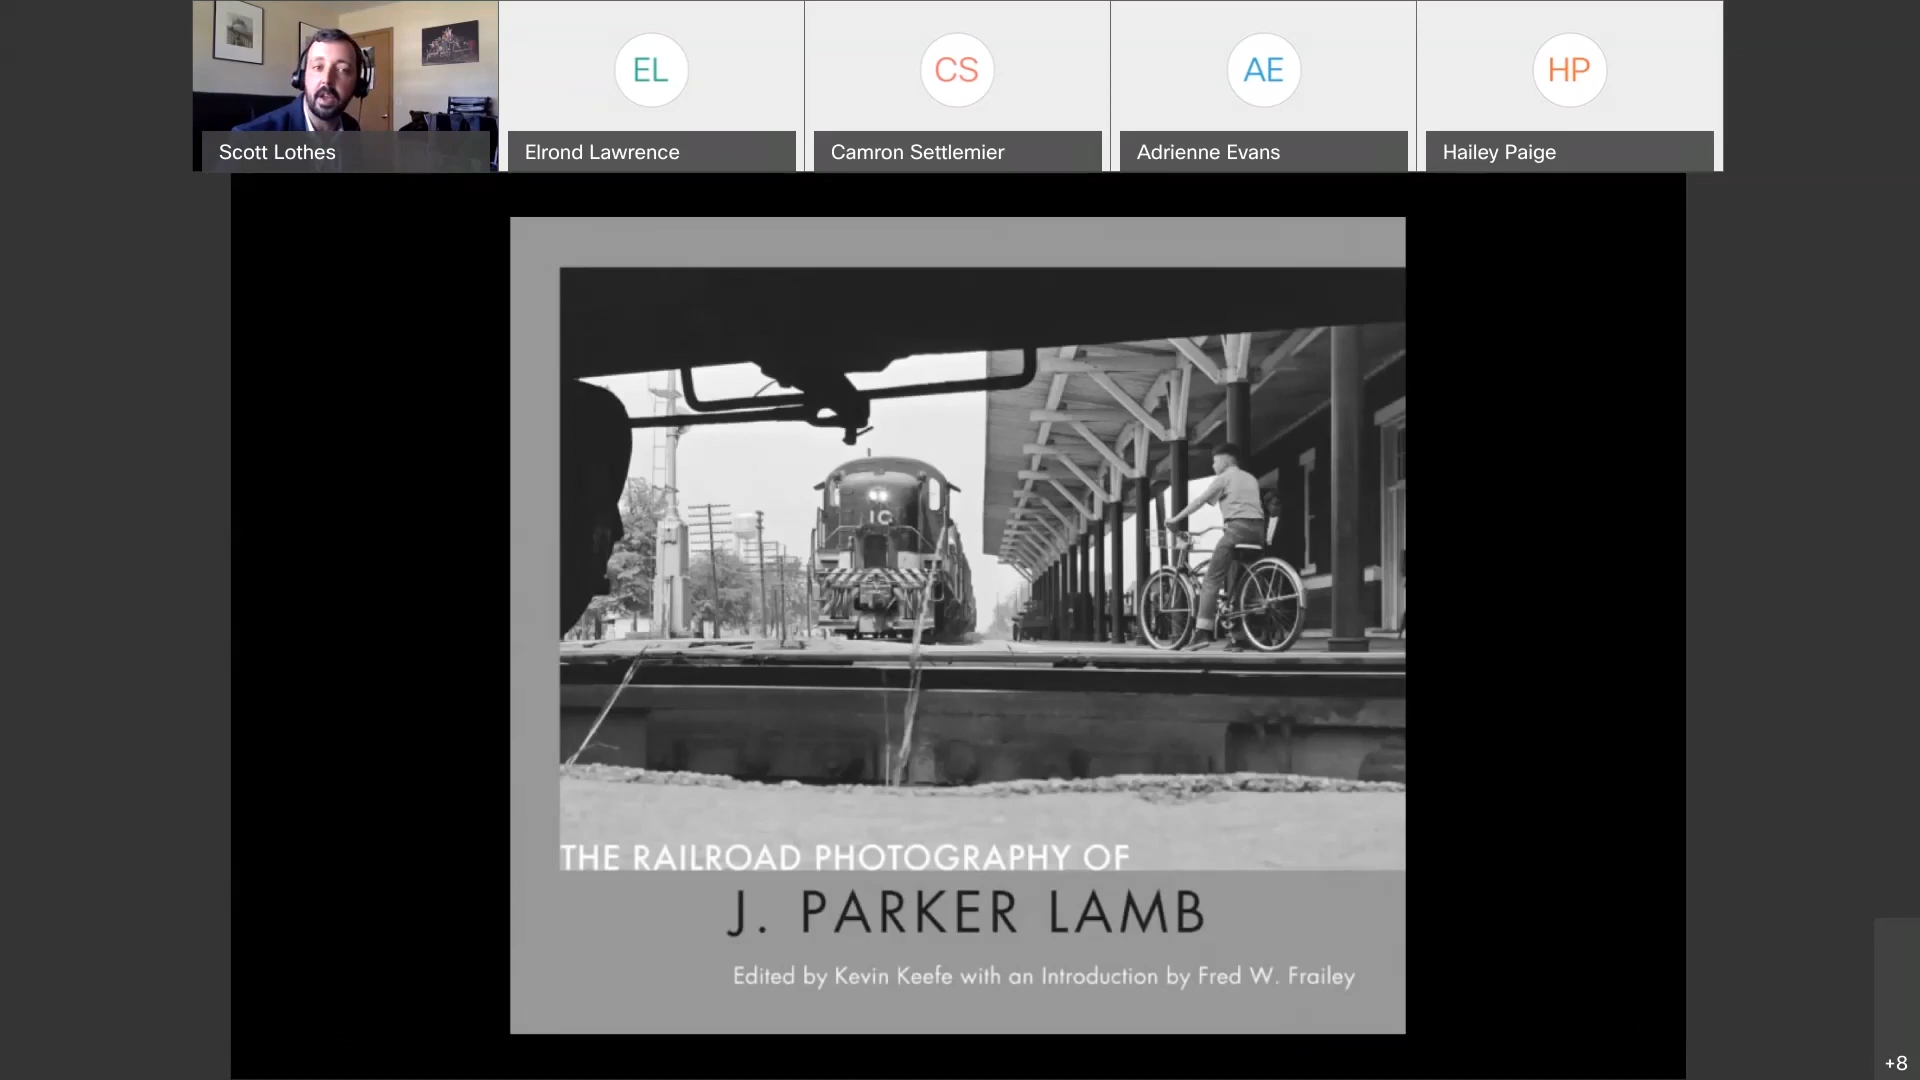 EL
CS
AE
HP
Scott Lothes
Elrond Lawrence
Camron Settlemier
Adrienne Evans
Hailey Paige
IC
THE RAILROAD PHOTOGRAPHY OF
J. PARKER LAMB
Edited by Kevin Keefe with an Introduction by Fred W. Frailey
+8